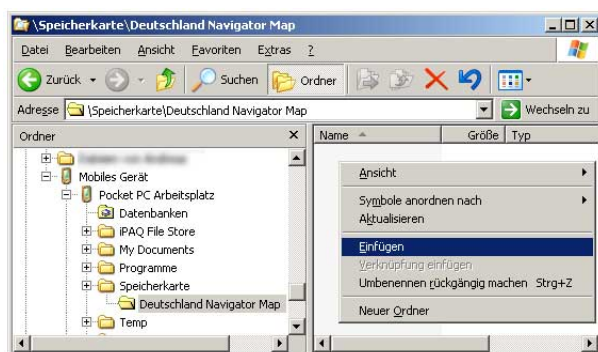 \Speicherkarte\Deutschland Navigator Map
Datei Bearbeiten Ansicht Favoriten Extras ?
Zurück Suchen Ordner
Adresse \Speicherkarte\Deutschland Navigator Map Wechseln zu
Ordner
Mobiles Gerät
Pocket PC Arbeitsplatz
Datenbanken
iPAQ File Store
My Documents
Programme
Speicherkarte
Deutschland Navigator Map
Temp
Name Größe Typ
Ansicht
Symbole anordnen nach
Aktualisieren
Einfügen
Verknüpfung einfügen
Umbenennen rückgängig machen Strg+Z
Neuer Ordner